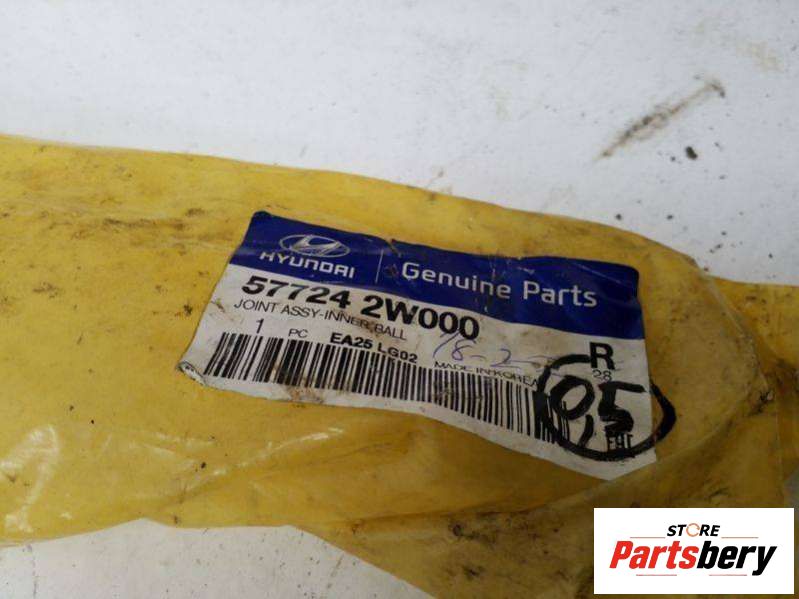 HYUNDAI
Genuine Parts
57724 2W000
JOINT ASSY-INNER BALL
1 PC EA25 LG02
R
28
MADE IN KOREA
05
STORE
Partsbery